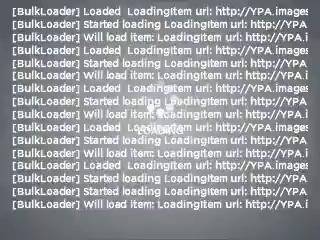 [BulkLoader] Loaded  LoadingItem url: http://YPA.images
[BulkLoader] Started loading LoadingItem url: http://YPA
[BulkLoader] Will load item: LoadingItem url: http://YPA.i
[BulkLoader] Loaded  LoadingItem url: http://YPA.images
[BulkLoader] Started loading LoadingItem url: http://YPA
[BulkLoader] Will load item: LoadingItem url: http://YPA.i
[BulkLoader] Loaded  LoadingItem url: http://YPA.images
[BulkLoader] Started loading LoadingItem url: http://YPA
[BulkLoader] Will load item: LoadingItem url: http://YPA.i
[BulkLoader] Loaded  LoadingItem url: http://YPA.images
LOADING
[BulkLoader] Started loading LoadingItem url: http://YPA
[BulkLoader] Will load item: LoadingItem url: http://YPA.i
[BulkLoader] Loaded  LoadingItem url: http://YPA.images
[BulkLoader] Started loading LoadingItem url: http://YPA
[BulkLoader] Started loading LoadingItem url: http://YPA
[BulkLoader] Will load item: LoadingItem url: http://YPA.i